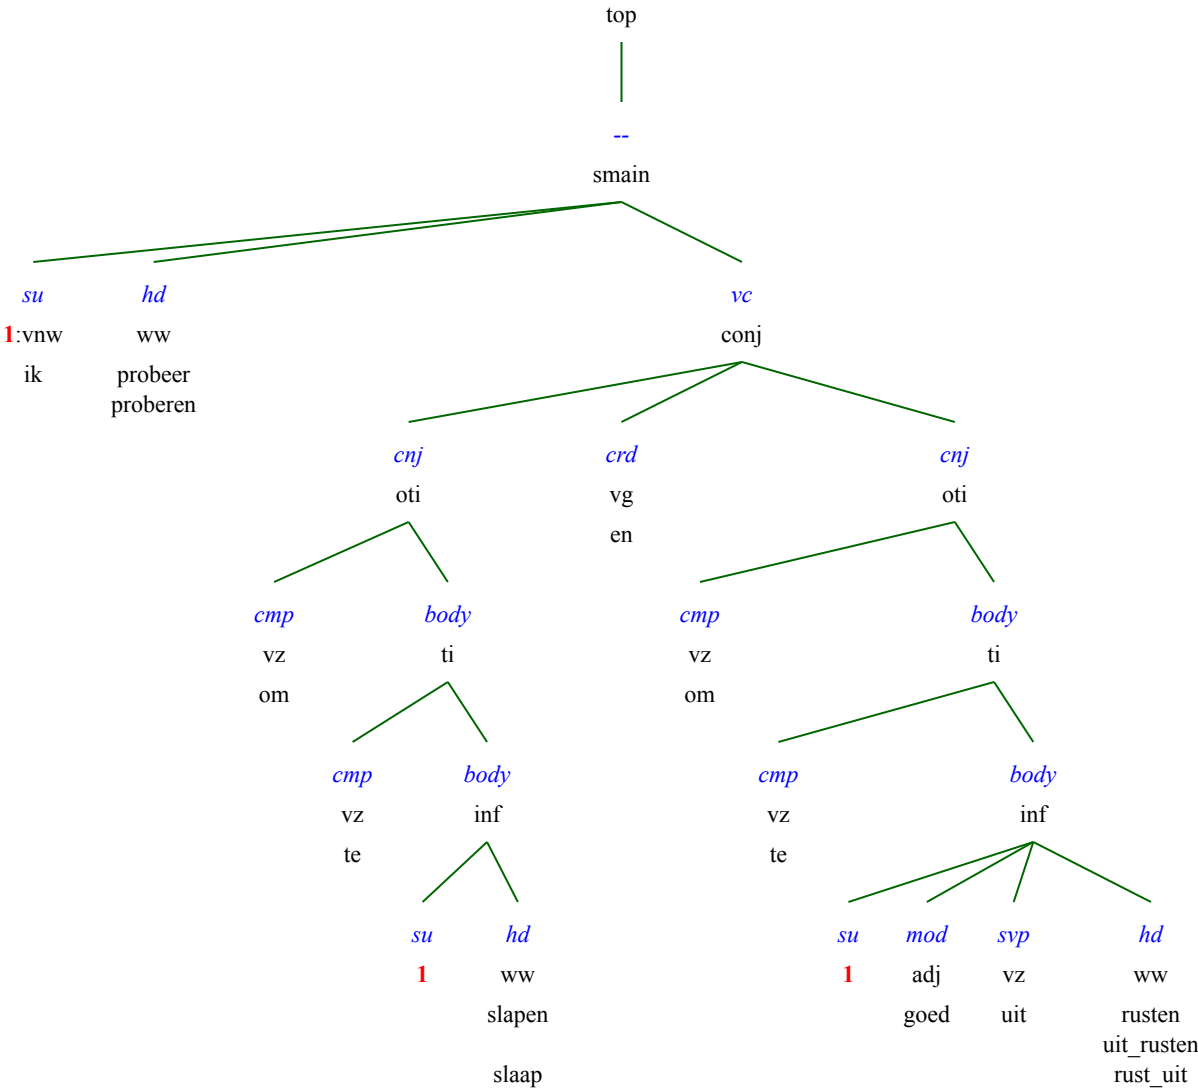 top
--
smain
su hd vc
1:vnw ww conj
ik probeer
proberen
cnj crd cnj
oti vg oti
en
cmp body cmp body
vz ti vz ti
om om
cmp body cmp body
vz inf vz inf
te te
su hd su mod svp hd
1 ww 1 adj vz ww
slapen goed uit rusten
uit_rusten
slaap rust_uit